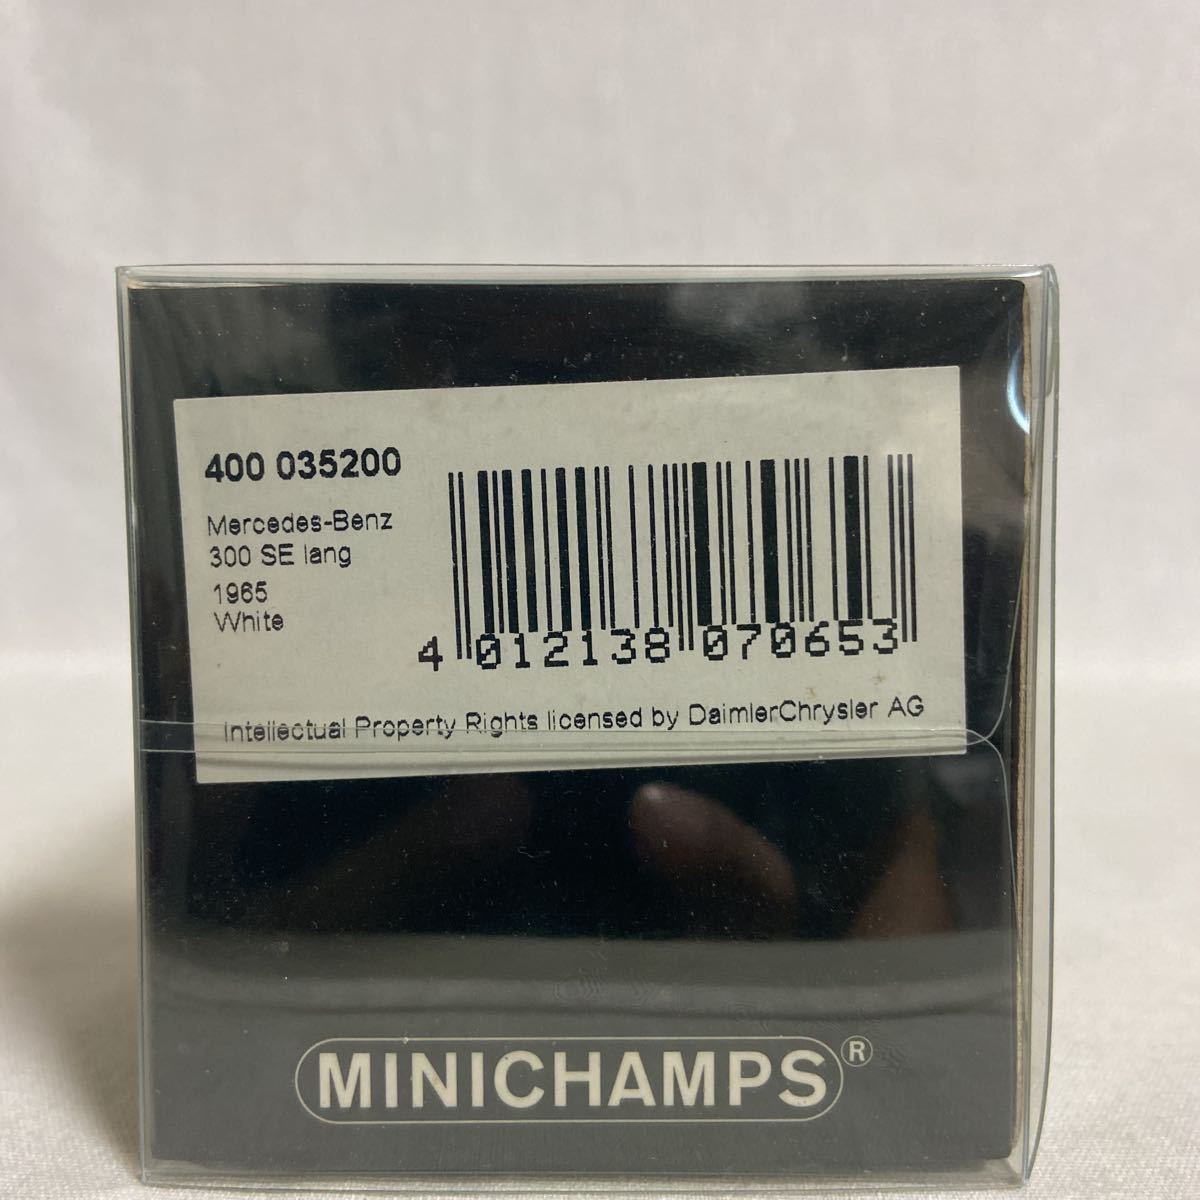 400 035200
Mercedes-Benz
300 SE lang
1965
White
4 012138 070653
Intellectual Property Rights licensed by DaimlerChrysler AG
MINICHAMPS®